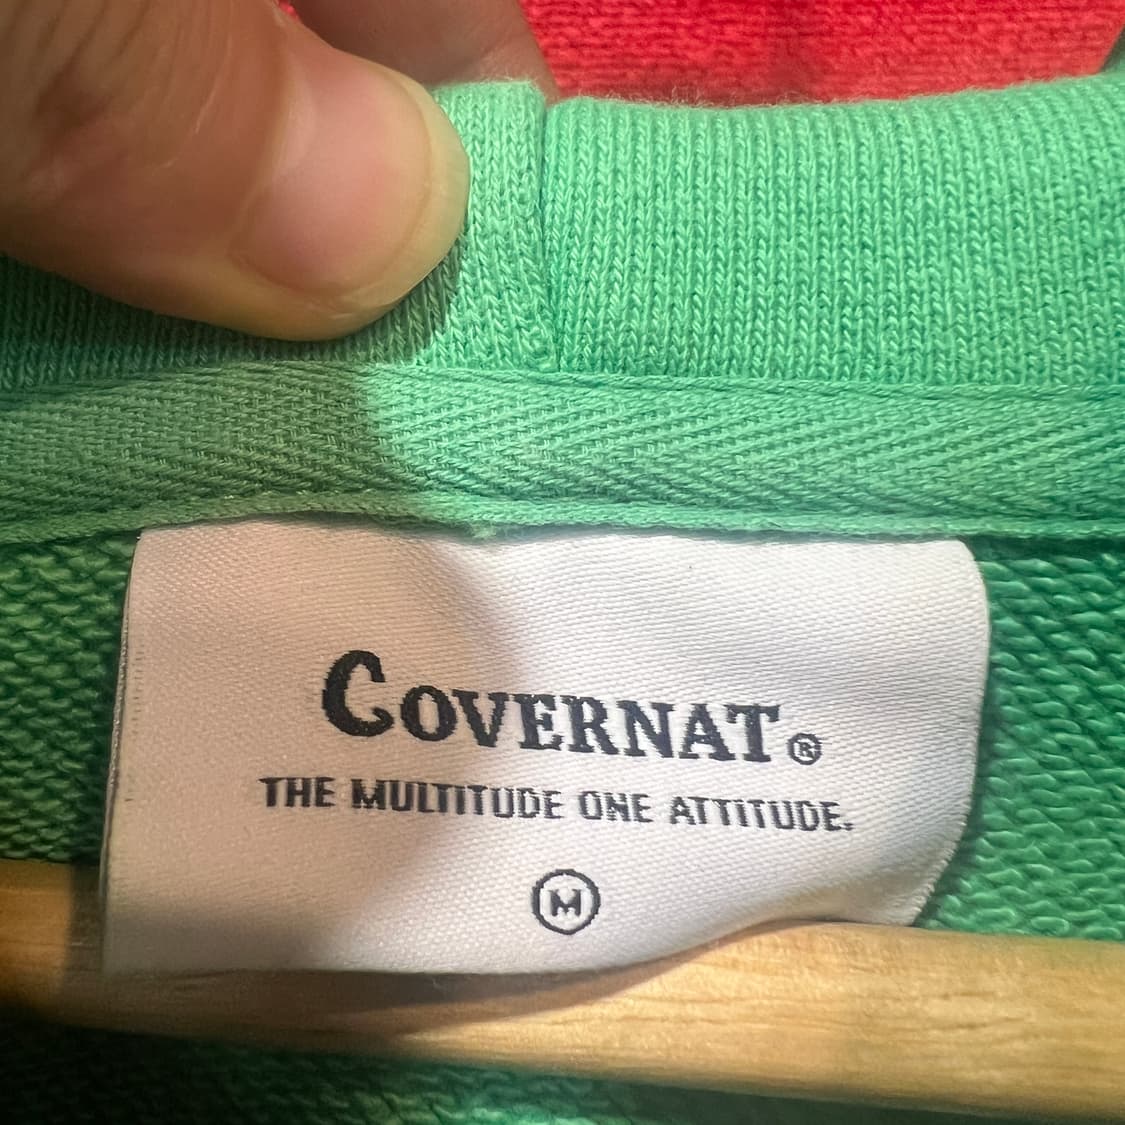 COVERNAT®
THE MULTITUDE ONE ATTITUDE.
M